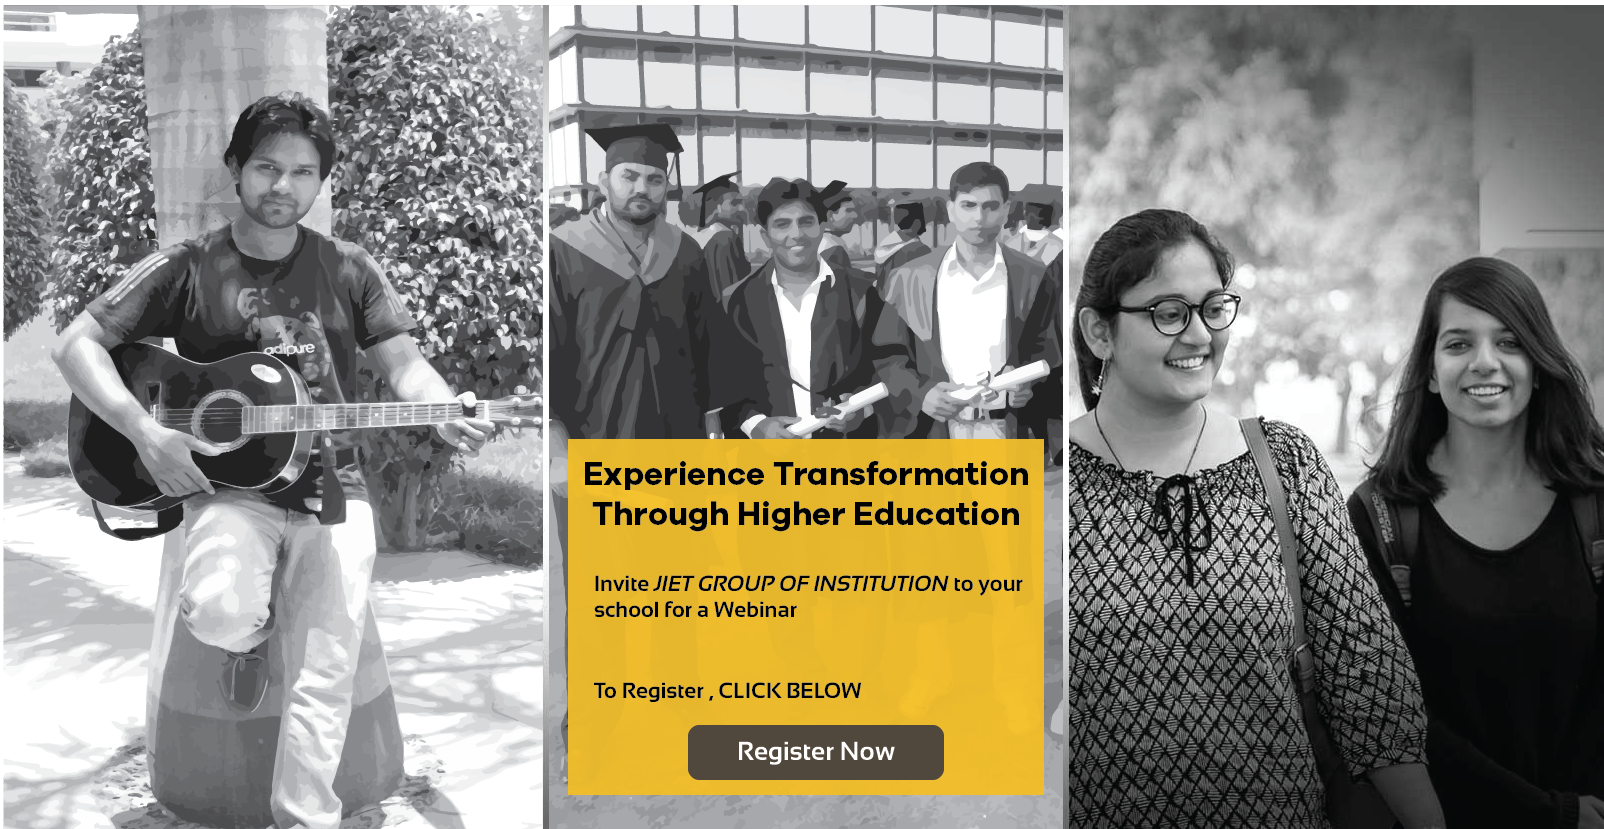 adipure
Experience Transformation
Through Higher Education
Invite JIET GROUP OF INSTITUTION to your
school for a Webinar
To Register , CLICK BELOW
Register Now